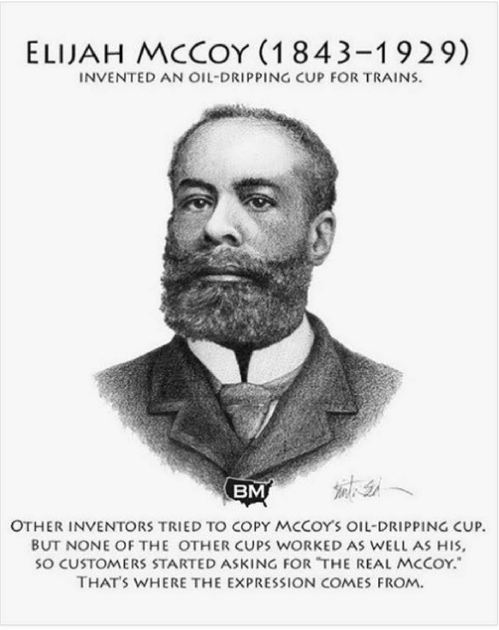 ELIJAH MCCOY (1843–1929)
INVENTED AN OIL-DRIPPING CUP FOR TRAINS.
BM
OTHER INVENTORS TRIED TO COPY MCCOY'S OIL-DRIPPING CUP.
BUT NONE OF THE OTHER CUPS WORKED AS WELL AS HIS,
SO CUSTOMERS STARTED ASKING FOR "THE REAL MCCOY."
THAT'S WHERE THE EXPRESSION COMES FROM.